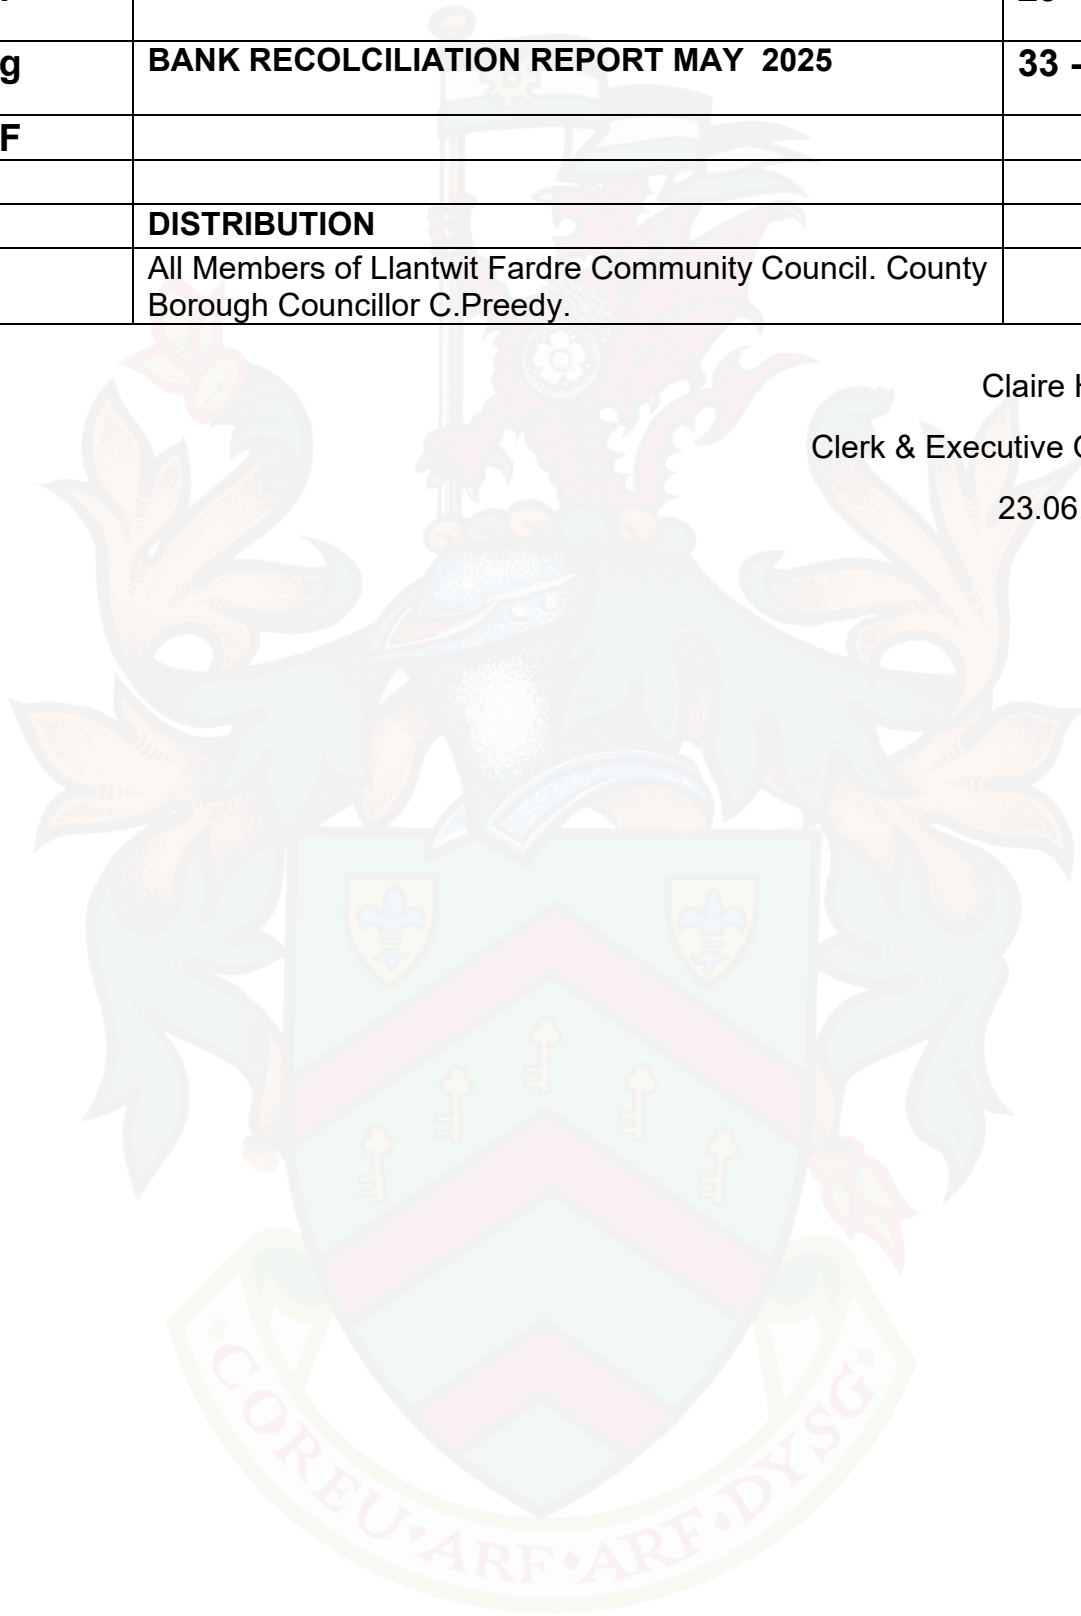 g BANK RECOLCILIATION REPORT MAY 2025 33 -
F
DISTRIBUTION
All Members of Llantwit Fardre Community Council. County
Borough Councillor C.Preedy.
Claire
Clerk & Executive
23.06
COREU·ARF·ARF·DYSG